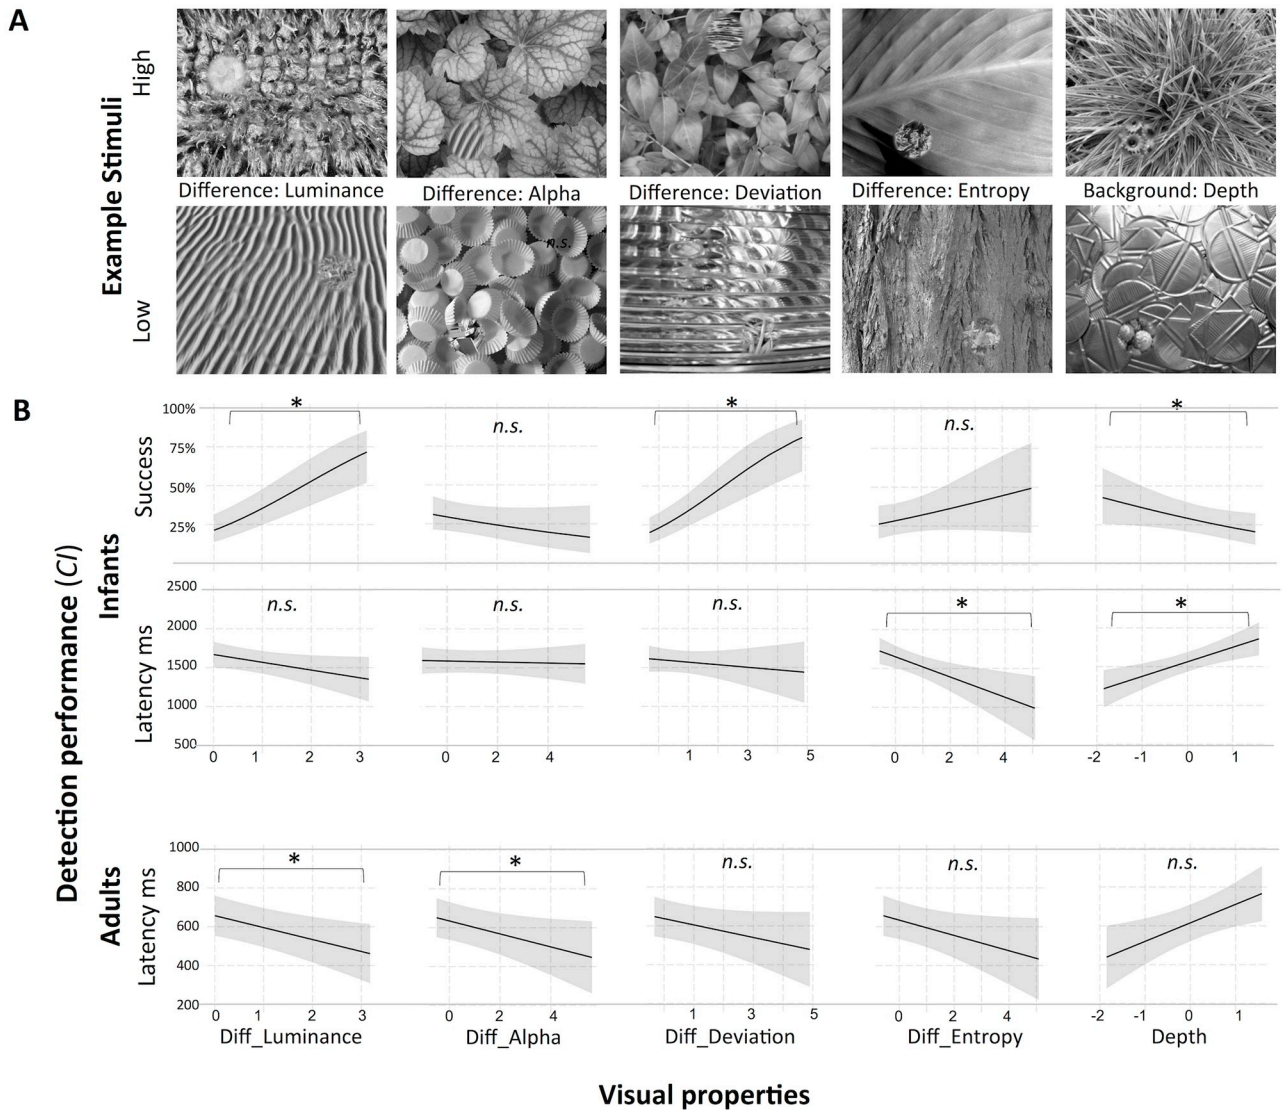 A
Example Stimuli
High
Difference: Luminance
Difference: Alpha
Difference: Deviation
Difference: Entropy
Background: Depth
Low
n.s.
B
Detection performance (CI)
Infants
Success
100%
75%
50%
25%
*
n.s.
*
n.s.
*
Latency ms
2500
2000
1500
1000
500
n.s.
n.s.
n.s.
*
*
0 1 2 3
0 2 4
1 3 5
0 2 4
-2 -1 0 1
Adults
Latency ms
1000
800
600
400
200
*
*
n.s.
n.s.
n.s.
0 1 2 3
0 2 4
1 3 5
0 2 4
-2 -1 0 1
Diff_Luminance
Diff_Alpha
Diff_Deviation
Diff_Entropy
Depth
Visual properties